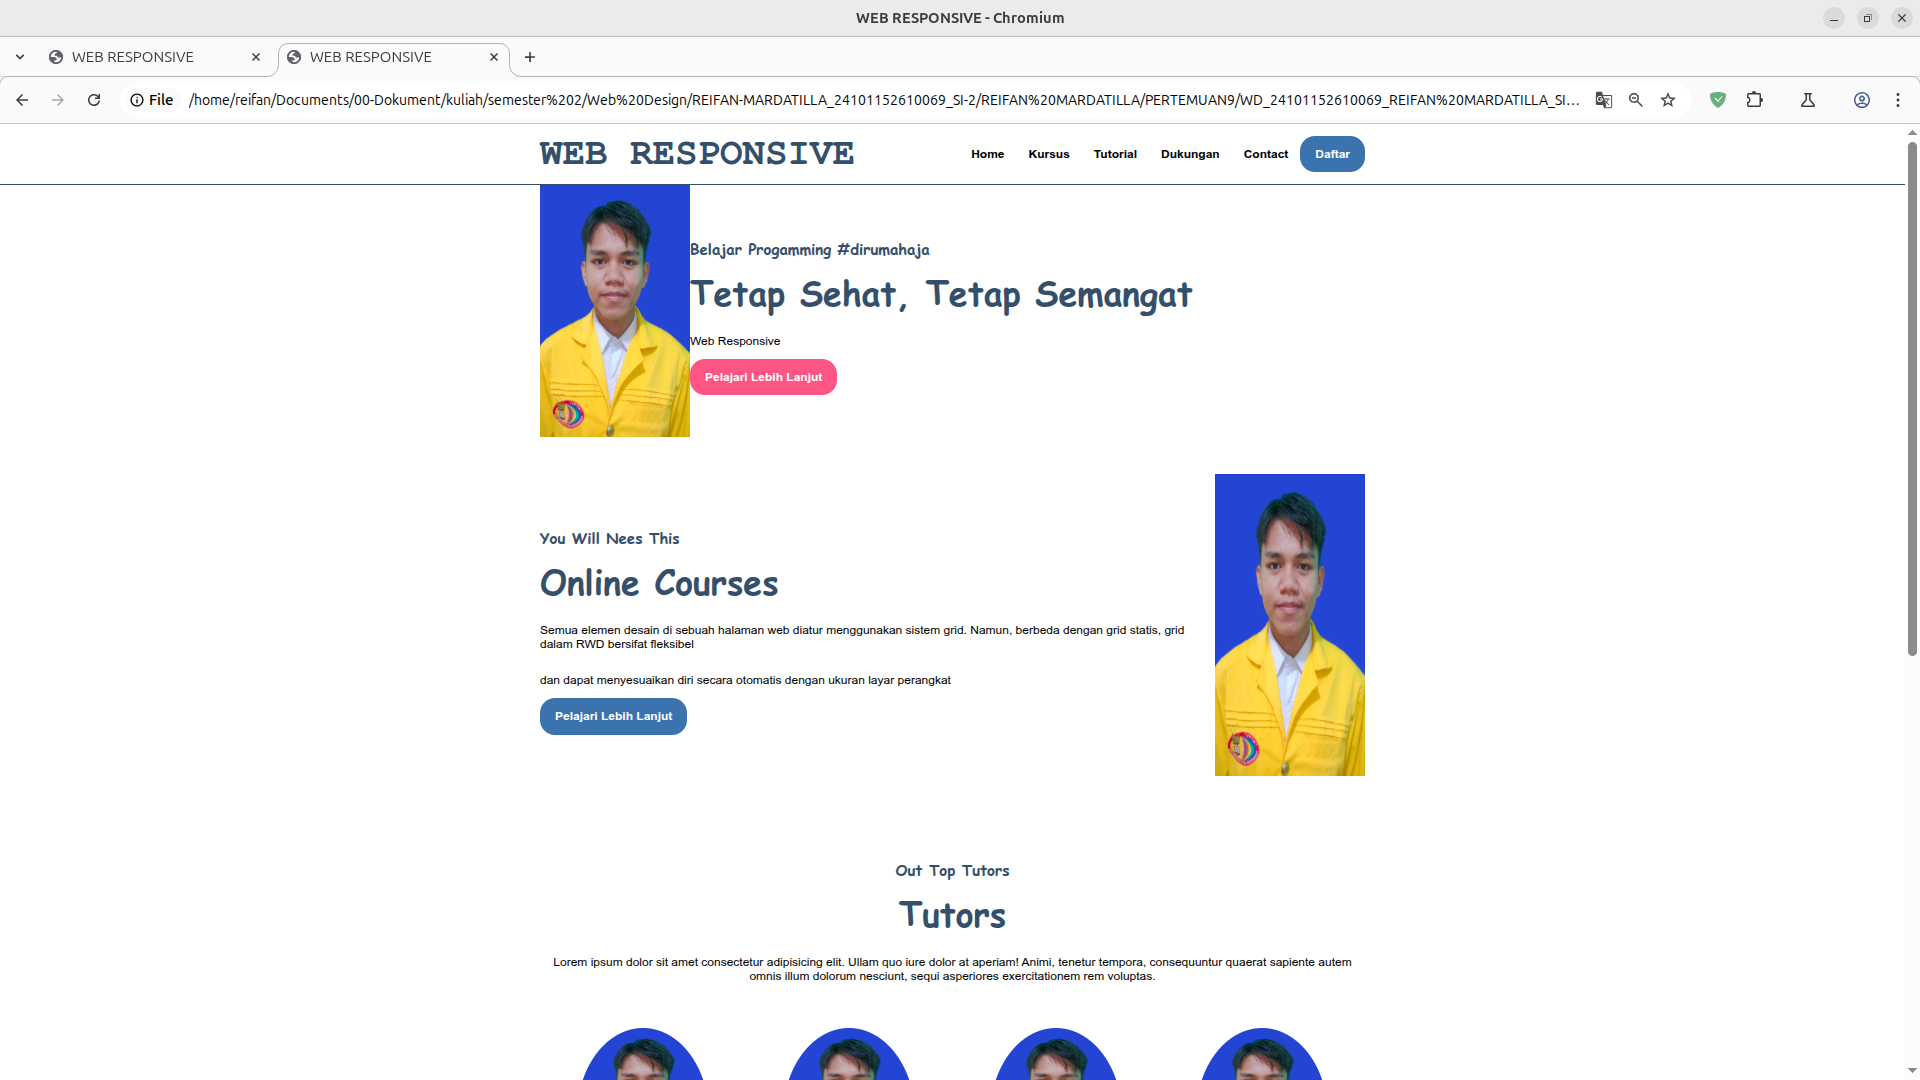 WEB RESPONSIVE - Chromium
WEB RESPONSIVE
WEB RESPONSIVE
File /home/reifan/Documents/00-Dokument/kuliah/semester%202/Web%20Design/REIFAN-MARDATILLA_24101152610069_SI-2/REIFAN%20MARDATILLA/PERTEMUAN9/WD_24101152610069_REIFAN%20MARDATILLA_SI...
WEB RESPONSIVE
Home Kursus Tutorial Dukungan Contact Daftar
Belajar Progamming #dirumahaja
Tetap Sehat, Tetap Semangat
Web Responsive
Pelajari Lebih Lanjut
You Will Nees This
Online Courses
Semua elemen desain di sebuah halaman web diatur menggunakan sistem grid. Namun, berbeda dengan grid statis, grid
dalam RWD bersifat fleksibel
dan dapat menyesuaikan diri secara otomatis dengan ukuran layar perangkat
Pelajari Lebih Lanjut
Out Top Tutors
Tutors
Lorem ipsum dolor sit amet consectetur adipisicing elit. Ullam quo iure dolor at aperiam! Animi, tenetur tempora, consequuntur quaerat sapiente autem
omnis illum dolorum nesciunt, sequi asperiores exercitationem rem voluptas.